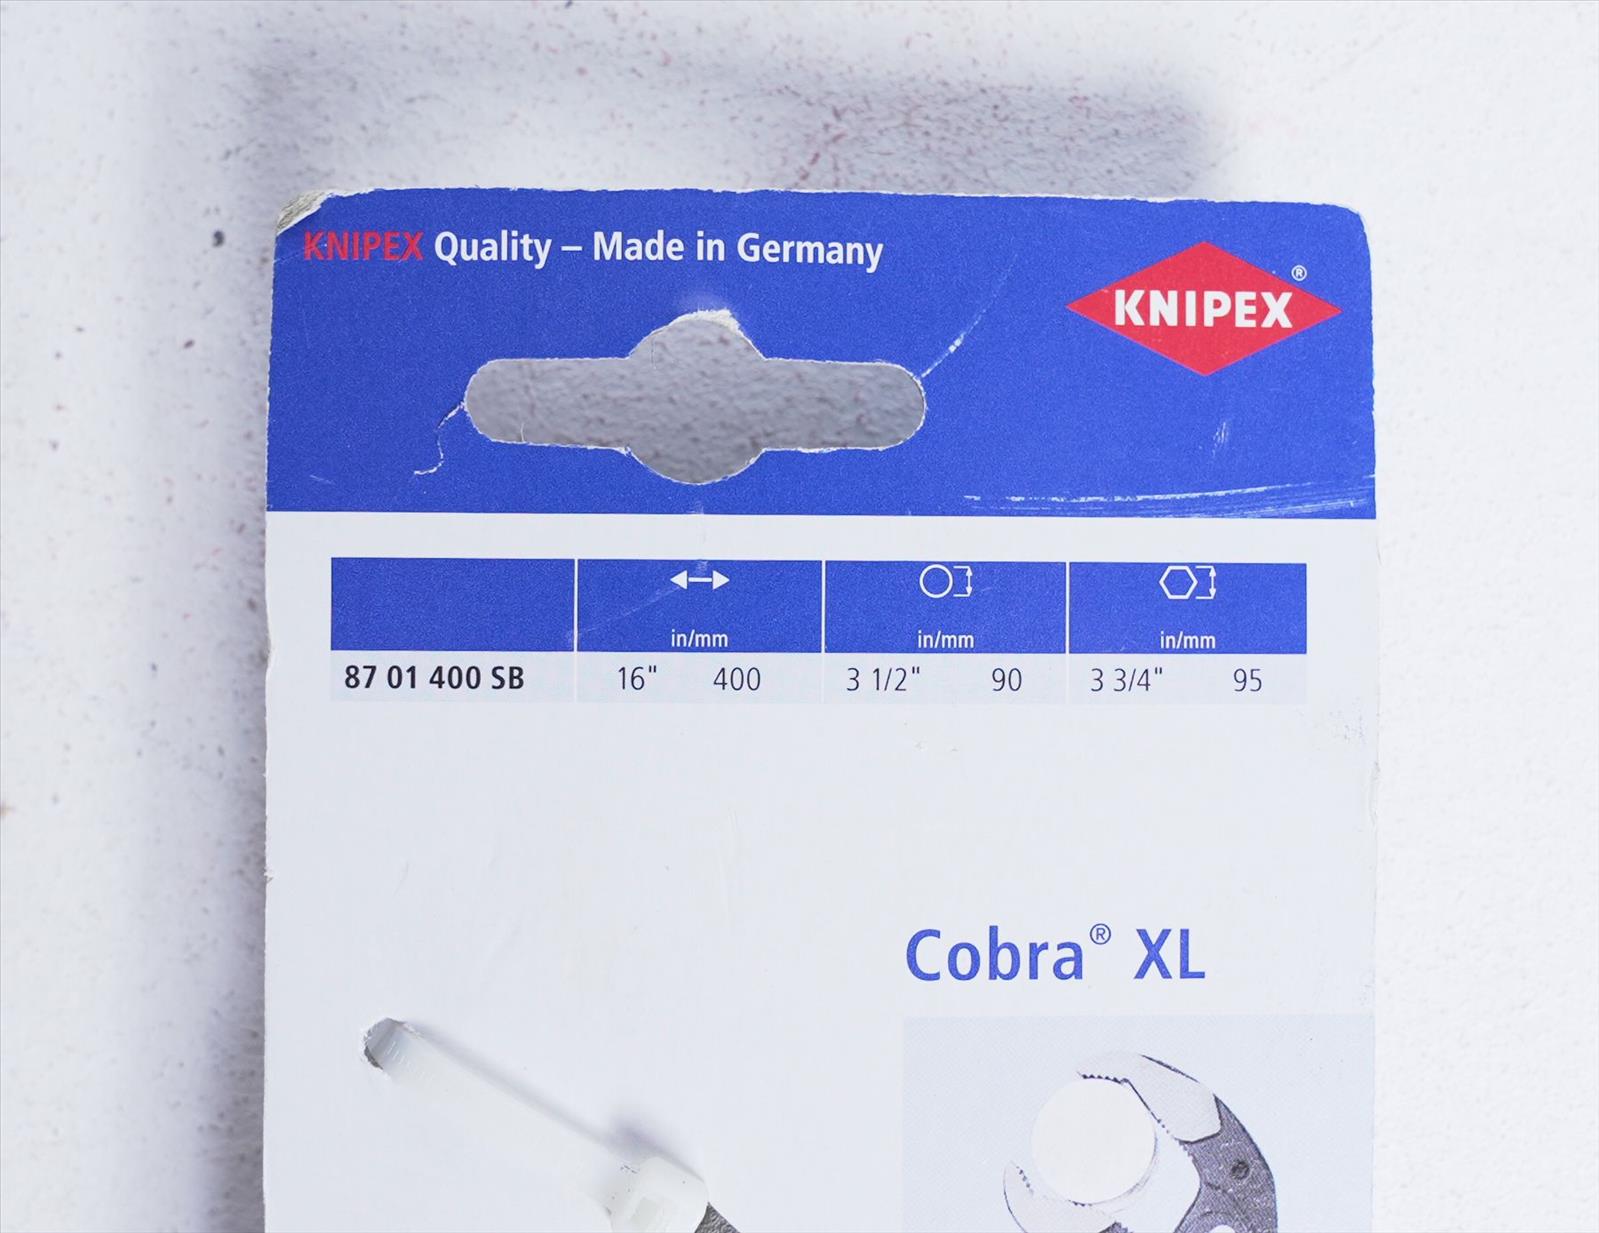 KNIPEX Quality – Made in Germany
KNIPEX®
in/mm in/mm in/mm
87 01 400 SB 16" 400 3 1/2" 90 3 3/4" 95
Cobra® XL